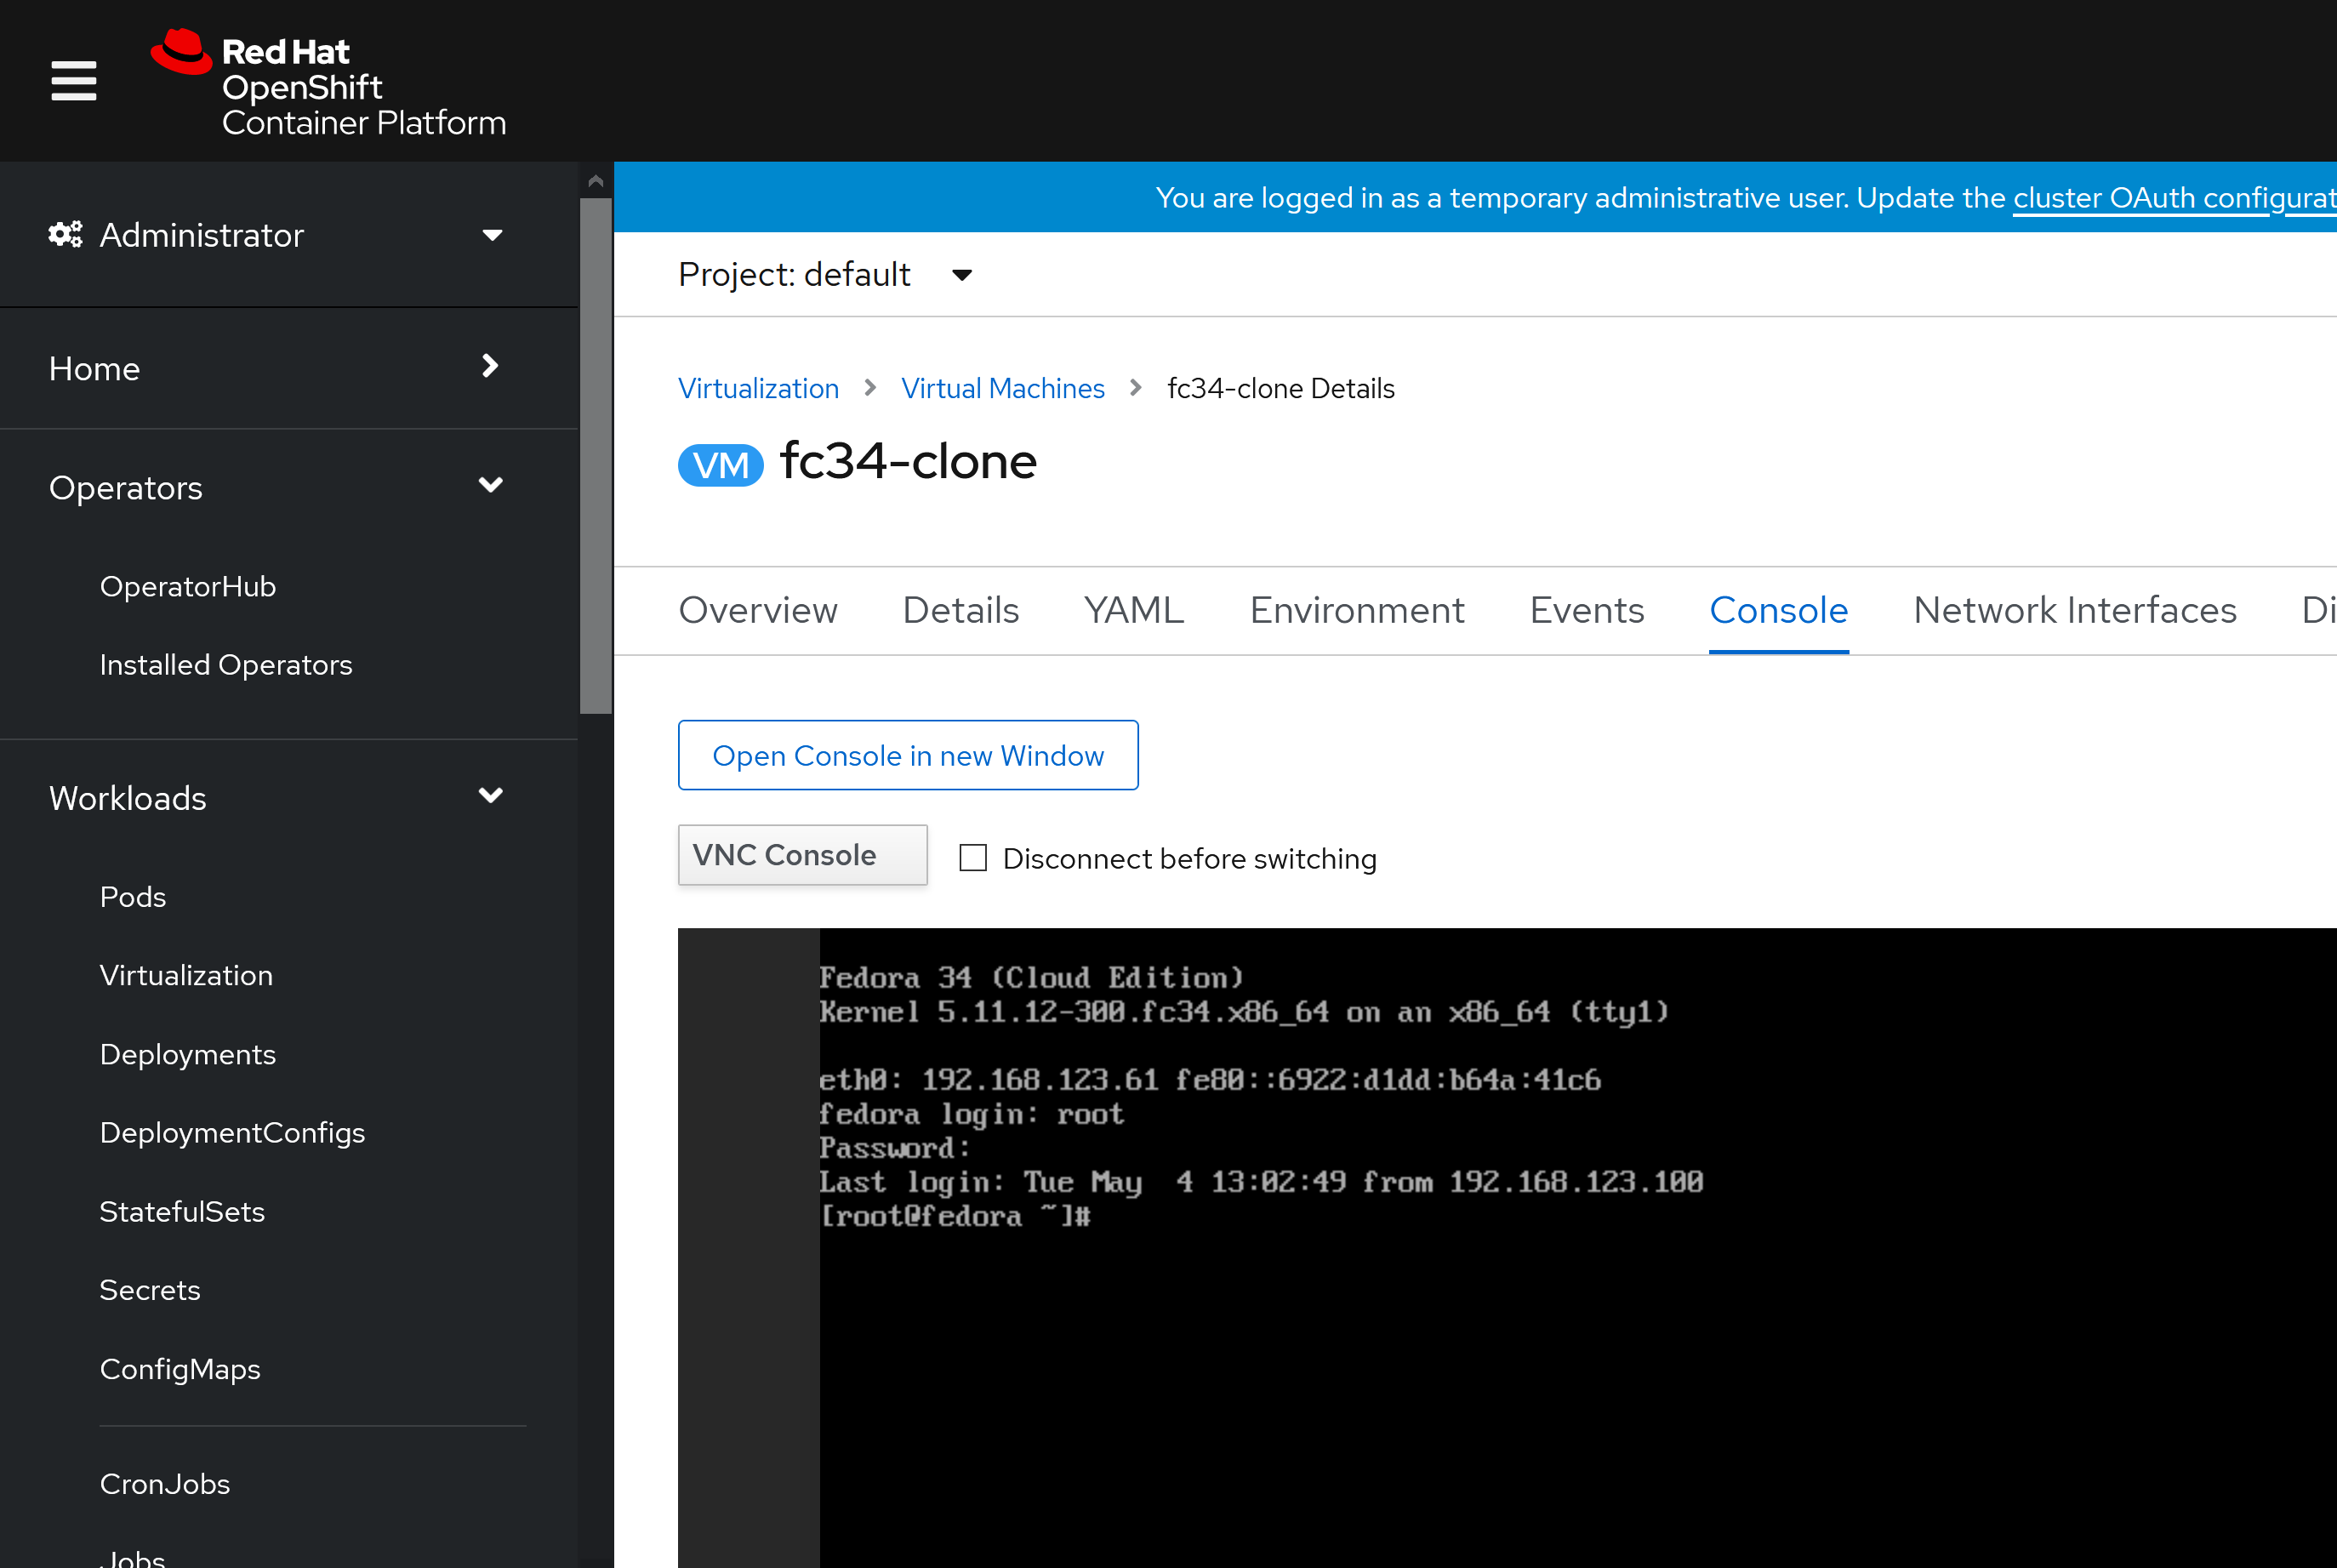 Red Hat
OpenShift
Container Platform
You are logged in as a temporary administrative user. Update the cluster OAuth configurat
Administrator
Home
Operators
OperatorHub
Installed Operators
Workloads
Pods
Virtualization
Deployments
DeploymentConfigs
StatefulSets
Secrets
ConfigMaps
CronJobs
Jobs
Project: default
Virtualization > Virtual Machines > fc34-clone Details
VM fc34-clone
Overview Details YAML Environment Events Console Network Interfaces Di
Open Console in new Window
VNC Console Disconnect before switching
Fedora 34 (Cloud Edition)
Kernel 5.11.12-300.fc34.x86_64 on an x86_64 (tty1)
eth0: 192.168.123.61 fe80::6922:d1dd:b64a:41c6
fedora login: root
Password:
Last login: Tue May  4 13:02:49 from 192.168.123.100
[root@fedora ~]#